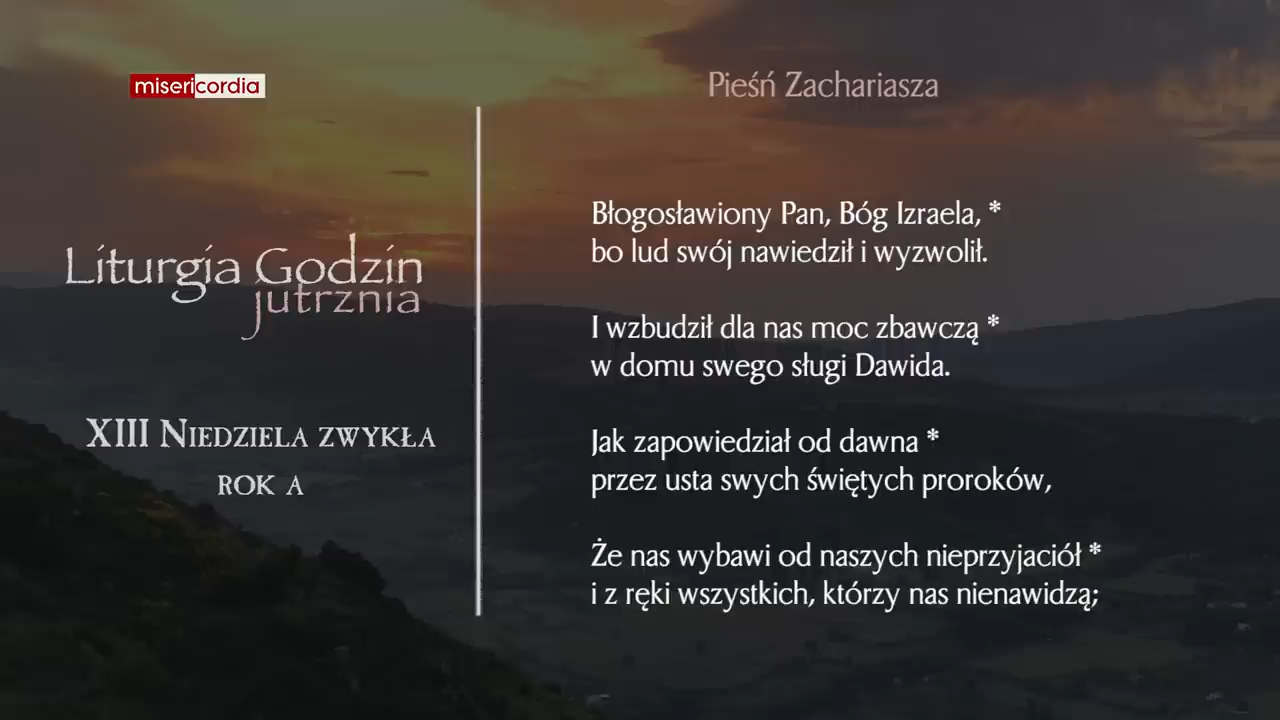 misericordia
Liturgia Godzin
jutrznia
XIII Niedziela zwykła
rok a
Pieśń Zachariasza
Błogosławiony Pan, Bóg Izraela, *
bo lud swój nawiedził i wyzwolił.
I wzbudził dla nas moc zbawczą *
w domu swego sługi Dawida.
Jak zapowiedział od dawna *
przez usta swych świętych proroków,
Że nas wybawi od naszych nieprzyjaciół *
i z ręki wszystkich, którzy nas nienawidzą;